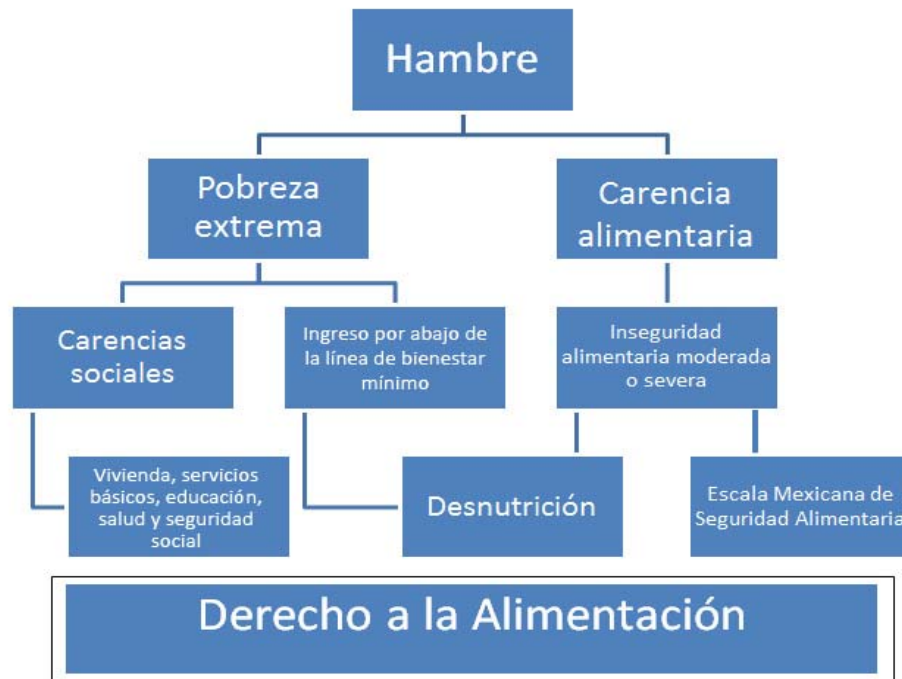 Hambre
Pobreza
extrema
Carencia
alimentaria
Carencias
sociales
Ingreso por abajo de
la línea de bienestar
mínimo
Inseguridad
alimentaria moderada
o severa
Vivienda, servicios
básicos, educación,
salud y seguridad
social
Desnutrición
Escala Mexicana de
Seguridad Alimentaria
Derecho a la Alimentación